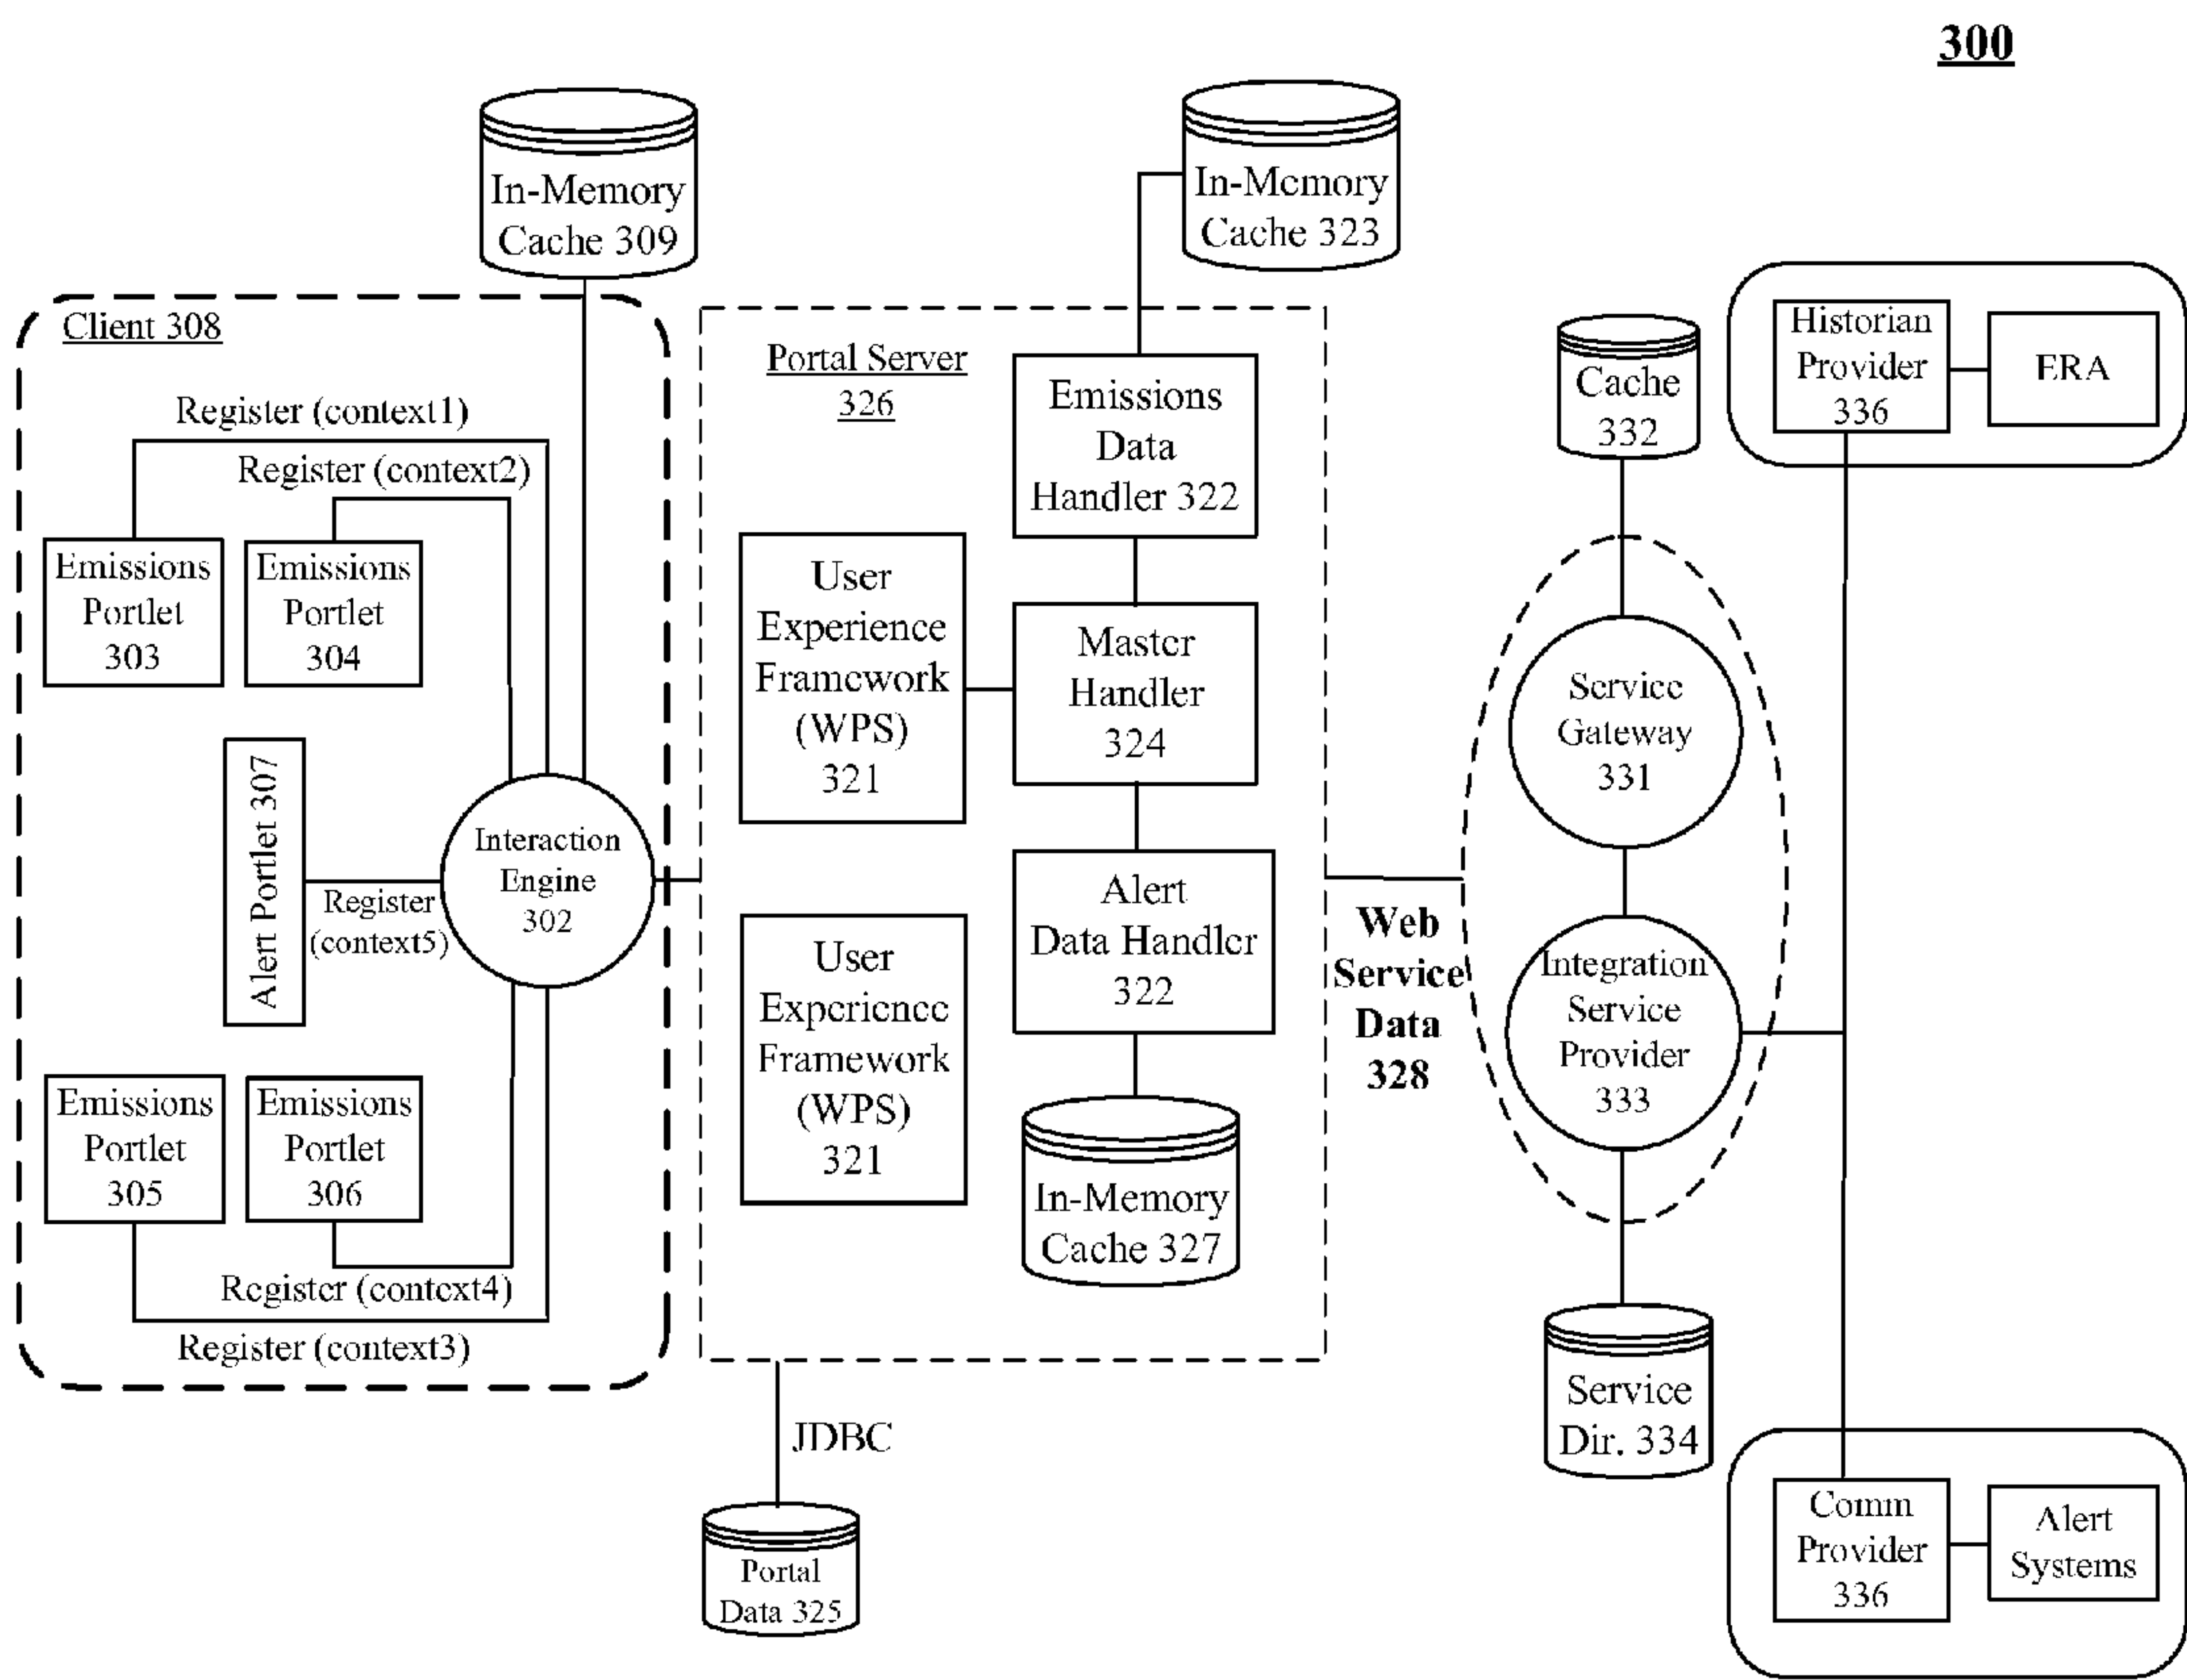 300
In-Memory
Cache 309
In-Memory
Cache 323
Client 308
Register (context1)
Register (context2)
Emissions
Portlet
303
Emissions
Portlet
304
Alert Portlet 307
Register
(context5)
Interaction
Engine
302
Emissions
Portlet
305
Emissions
Portlet
306
Register (context4)
Register (context3)
Portal Server
326
Emissions
Data
Handler 322
User
Experience
Framework
(WPS)
321
Master
Handler
324
Alert
Data Handler
322
User
Experience
Framework
(WPS)
321
In-Memory
Cache 327
JDBC
Portal
Data 325
Web
Service
Data
328
Cache
332
Service
Gateway
331
Integration
Service
Provider
333
Service
Dir. 334
Historian
Provider
336
ERA
Comm
Provider
336
Alert
Systems